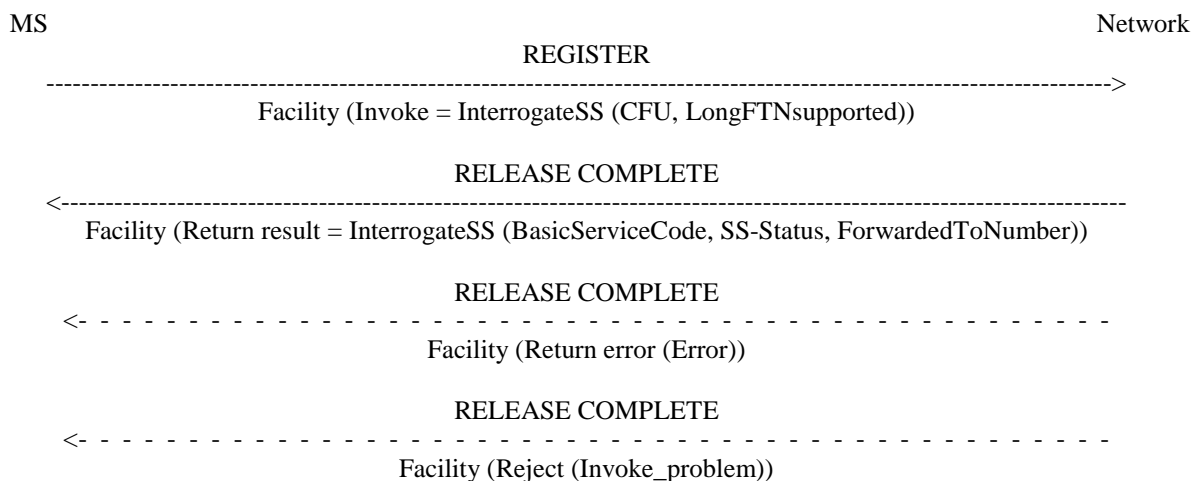 MS Network
REGISTER
Facility (Invoke = InterrogateSS (CFU, LongFTNsupported))
RELEASE COMPLETE
Facility (Return result = InterrogateSS (BasicServiceCode, SS-Status, ForwardedToNumber))
RELEASE COMPLETE
Facility (Return error (Error))
RELEASE COMPLETE
Facility (Reject (Invoke_problem))